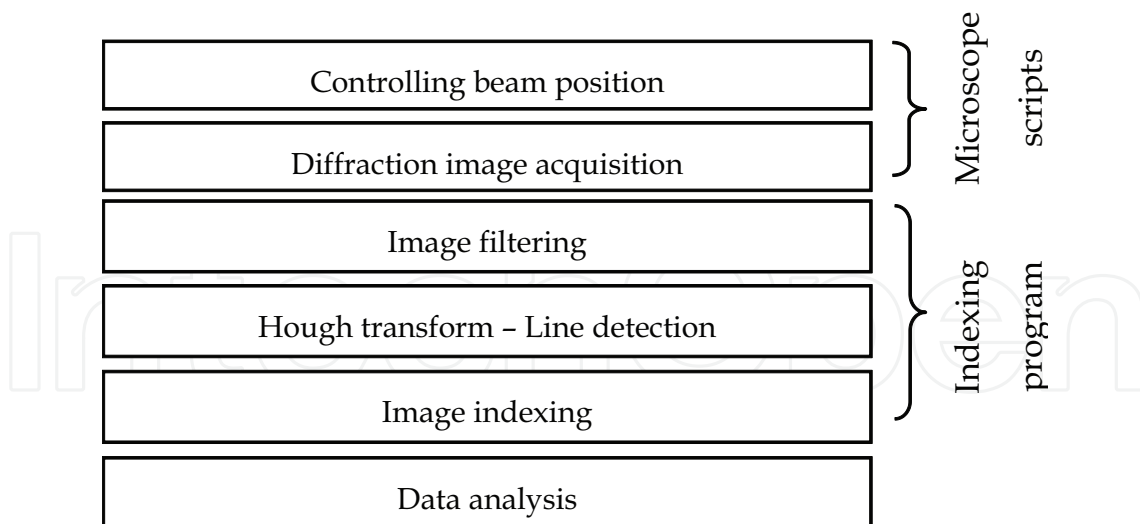 Controlling beam position
Diffraction image acquisition
Microscope
scripts
Image filtering
Hough transform – Line detection
Image indexing
Indexing
program
Data analysis
IntechOpen